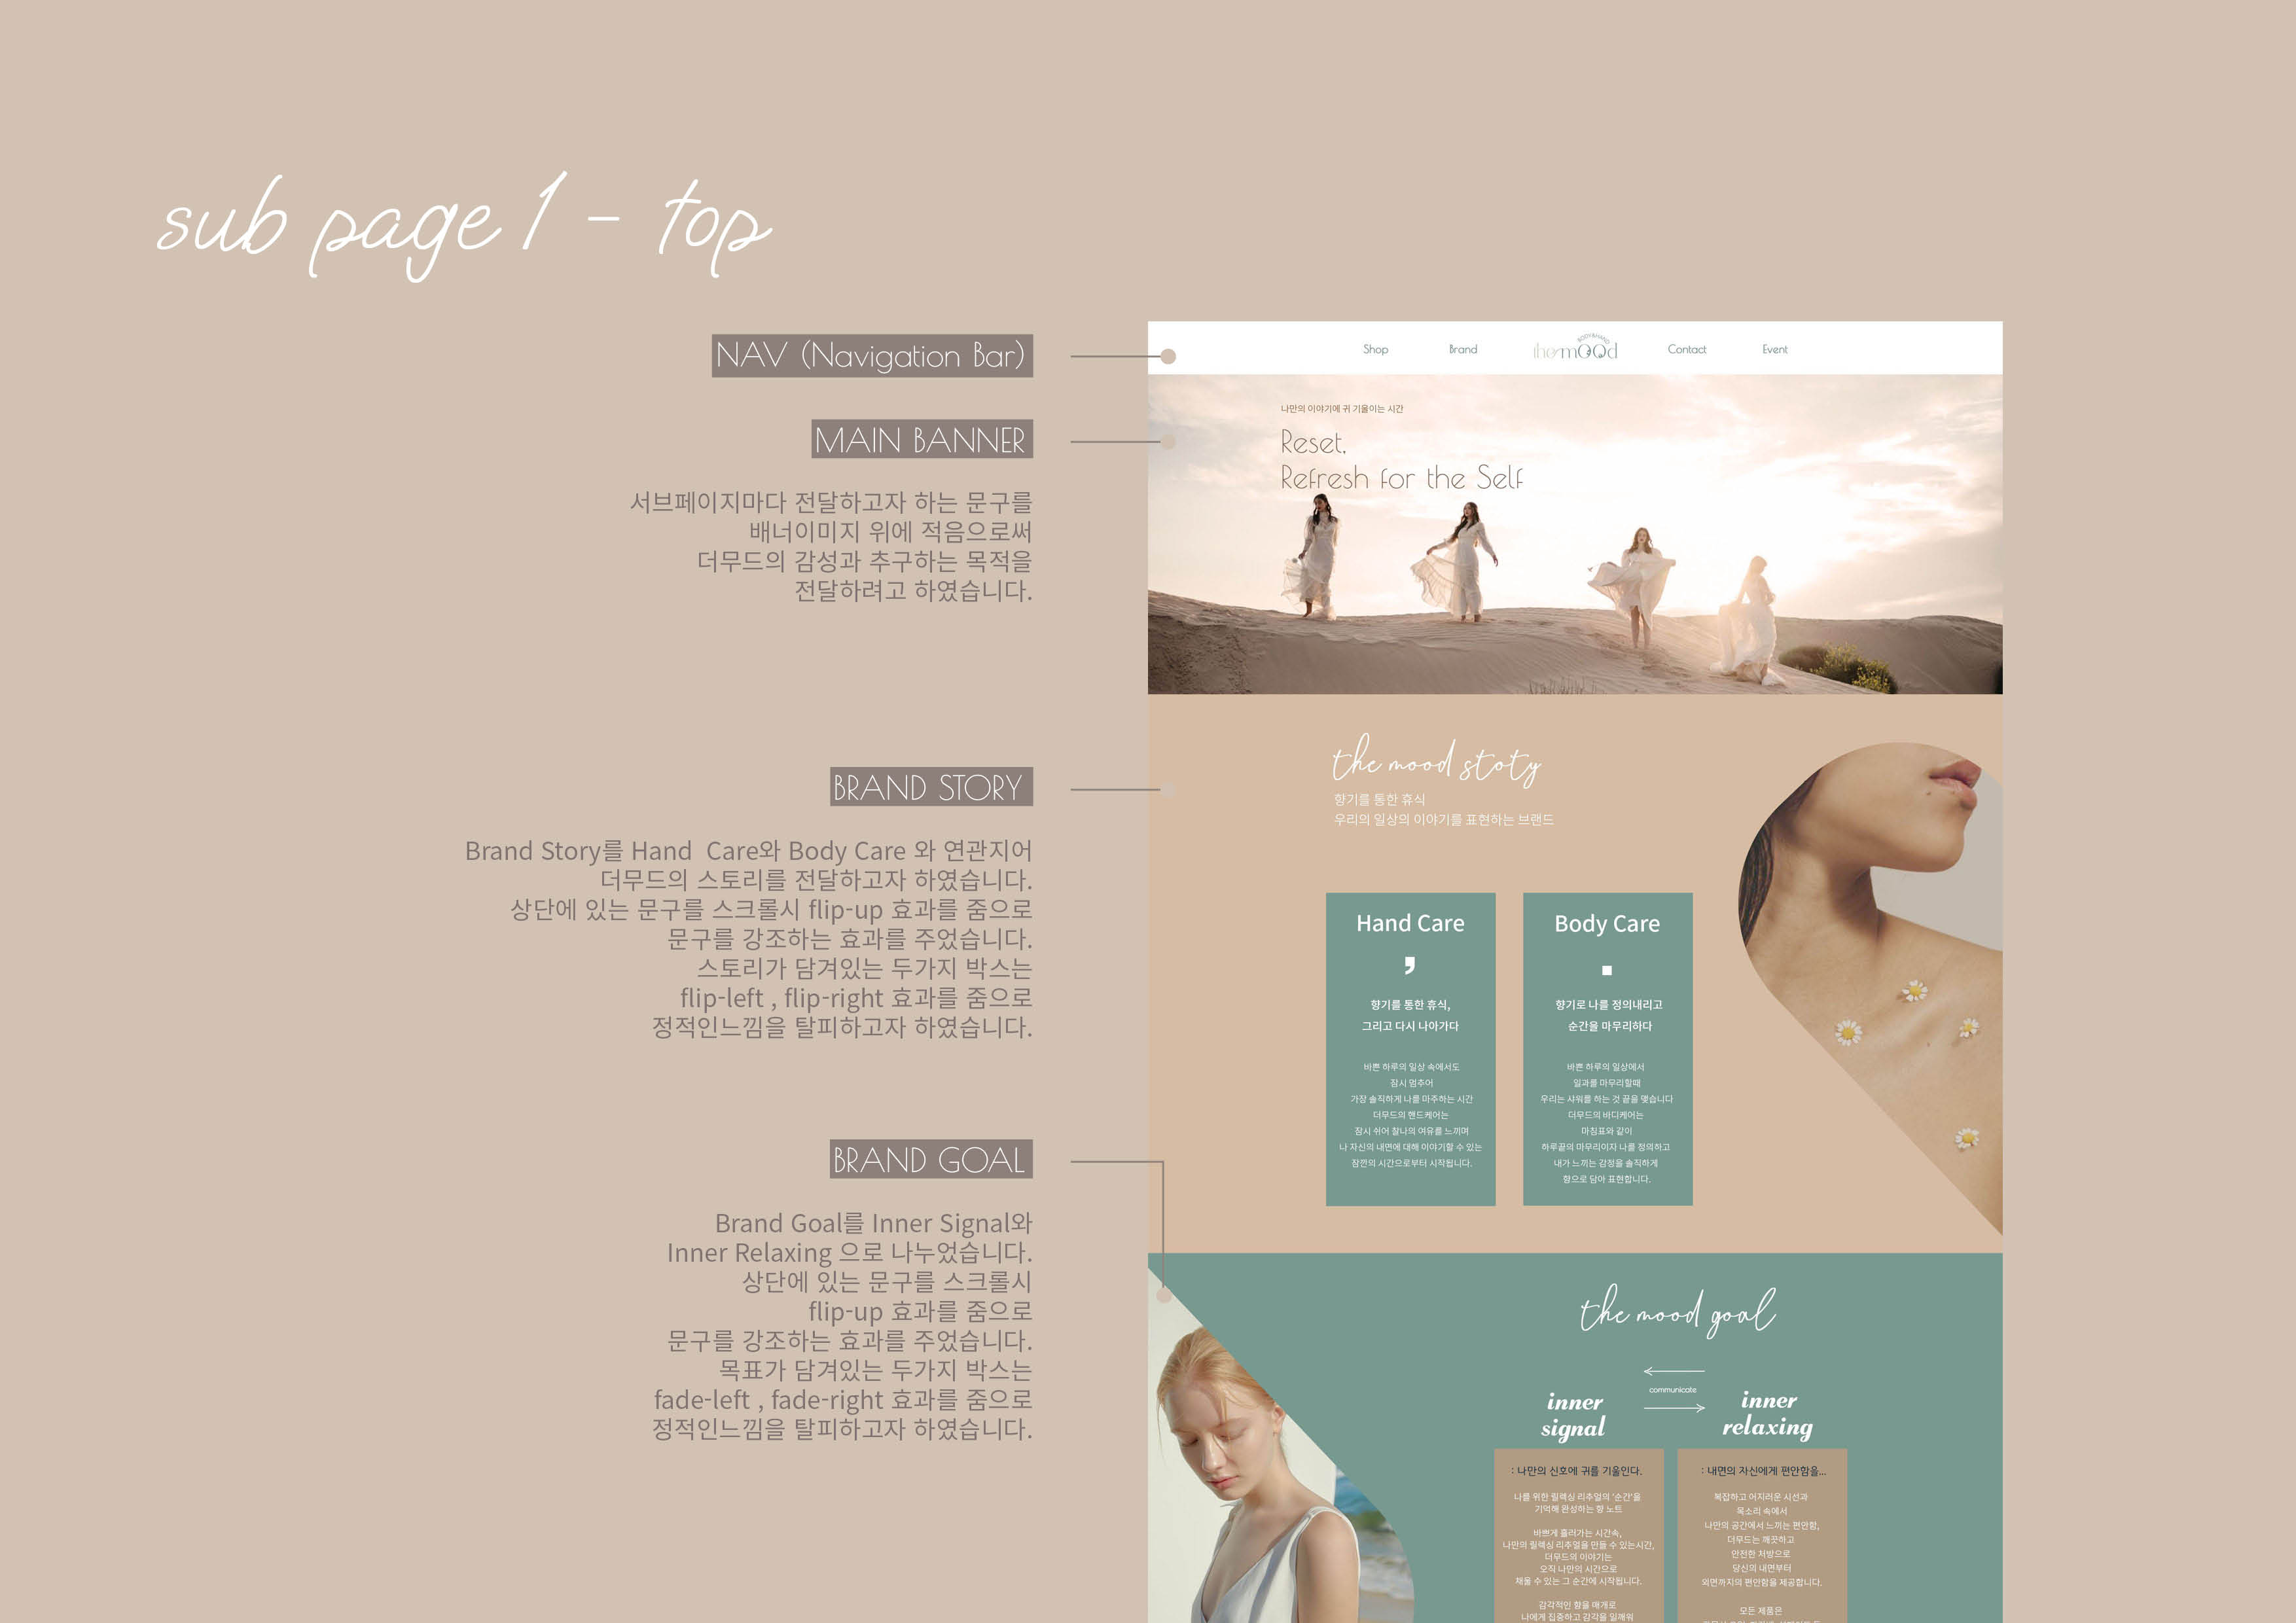 sub page 1 - top
NAV (Navigation Bar)
MAIN BANNER
서브페이지마다 전달하고자 하는 문구를
배너이미지 위에 적음으로써
더무드의 감성과 추구하는 목적을
전달하려고 하였습니다.
BRAND STORY
Brand Story를 Hand  Care와 Body Care 와 연관지어
더무드의 스토리를 전달하고자 하였습니다.
상단에 있는 문구를 스크롤시 flip-up 효과를 줌으로
문구를 강조하는 효과를 주었습니다.
스토리가 담겨있는 두가지 박스는
flip-left , flip-right 효과를 줌으로
정적인느낌을 탈피하고자 하였습니다.
BRAND GOAL
Brand Goal를 Inner Signal와
Inner Relaxing 으로 나누었습니다.
상단에 있는 문구를 스크롤시
flip-up 효과를 줌으로
문구를 강조하는 효과를 주었습니다.
목표가 담겨있는 두가지 박스는
fade-left , fade-right 효과를 줌으로
정적인느낌을 탈피하고자 하였습니다.
Shop
Brand
BODY&HAND
the mood
Contact
Event
나만의 이야기에 귀 기울이는 시간
Reset,
Refresh for the Self
the mood stoty
향기를 통한 휴식
우리의 일상의 이야기를 표현하는 브랜드
Hand Care
,
향기를 통한 휴식,
그리고 다시 나아가다
바쁜 하루의 일상 속에서도
잠시 멈추어
가장 솔직하게 나를 마주하는 시간
더무드의 핸드케어는
잠시 쉬어 찰나의 여유를 느끼며
나 자신의 내면에 대해 이야기할 수 있는
잠깐의 시간으로부터 시작됩니다.
Body Care
.
향기로 나를 정의내리고
순간을 마무리하다
바쁜 하루의 일상에서
일과를 마무리할때
우리는 샤워를 하는 것 끝을 맺습니다
더무드의 바디케어는
마침표와 같이
하루끝의 마무리이자 나를 정의하고
내가 느끼는 감정을 솔직하게
향으로 담아 표현합니다.
the mood goal
communicate
inner
signal
inner
relaxing
: 나만의 신호에 귀를 기울인다.
나를 위한 릴랙싱 리추얼의 '순간'을
기억해 완성하는 향 노트
바쁘게 흘러가는 시간속,
나만의 릴랙싱 리추얼을 만들 수 있는시간,
더무드의 이야기는
오직 나만의 시간으로
채울 수 있는 그 순간에 시작됩니다.
감각적인 향을 매개로
나에게 집중하고 감각을 일깨워
: 내면의 자신에게 편안함을...
복잡하고 어지러운 시선과
목소리 속에서
나만의 공간에서 느끼는 편안함,
더무드는 깨끗하고
안전한 처방으로
당신의 내면부터
외면까지의 편안함을 제공합니다.
모든 제품은